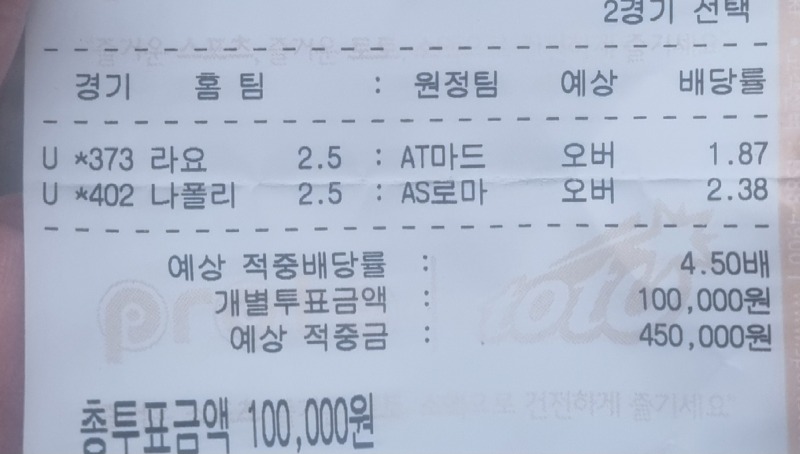 2경기 선택
경기 홈 팀 : 원정팀 예상 배당률
U *373 라요 2.5 : AT마드 오버 1.87
U *402 나폴리 2.5 : AS로마 오버 2.38
예상 적중배당률 : 4.50배
개별투표금액 : 100,000원
예상 적중금 : 450,000원
총투표금액 100,000원